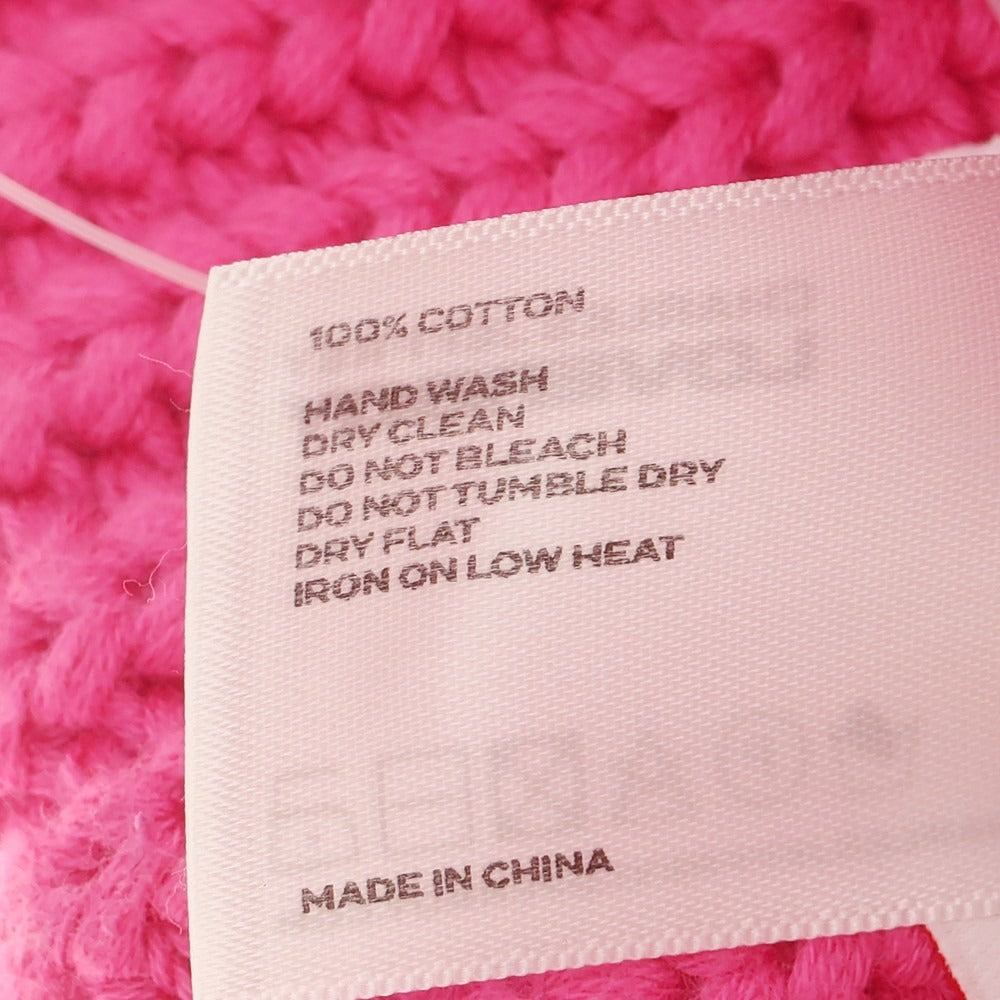 100% COTTON
HAND WASH
DRY CLEAN
DO NOT BLEACH
DO NOT TUMBLE DRY
DRY FLAT
IRON ON LOW HEAT
MADE IN CHINA